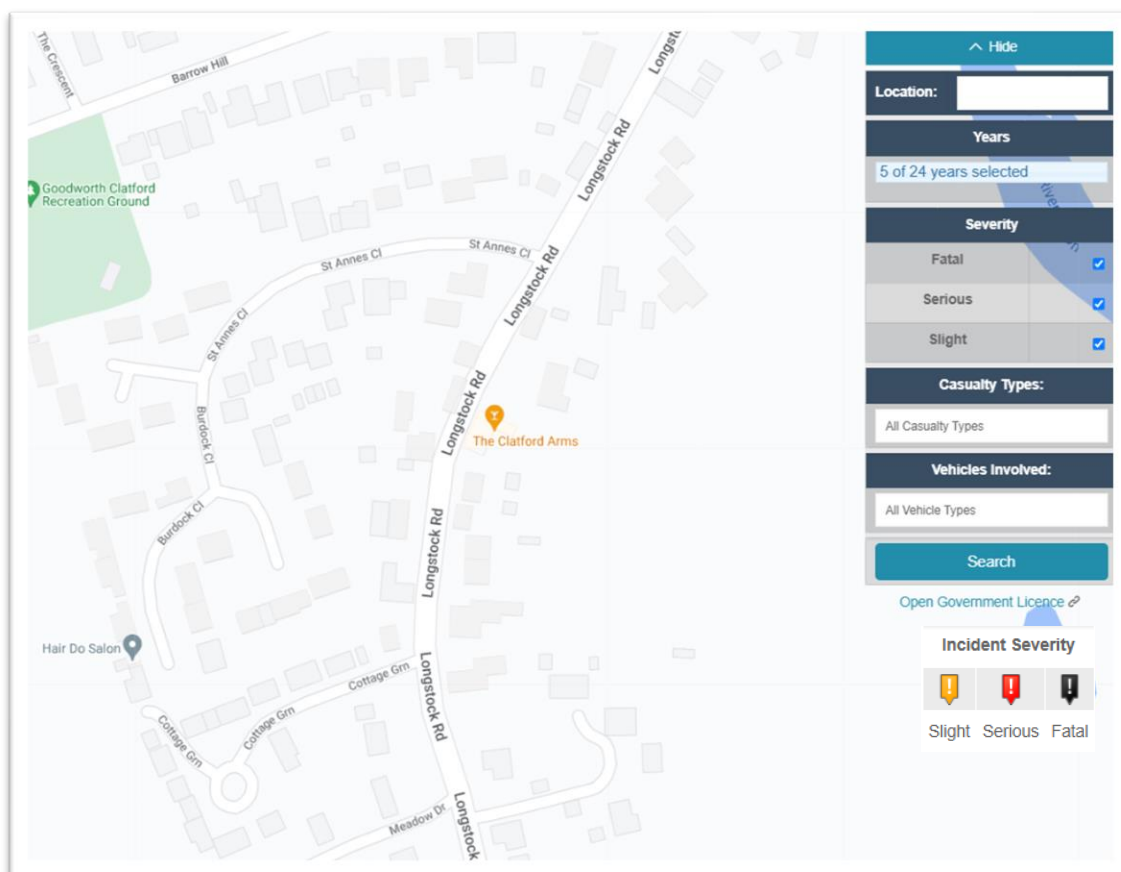 The Crescent
Barrow Hill
Longstock Rd
Longstock Rd
Goodworth Clatford
Recreation Ground
St Annes Cl
St Annes Cl
Longstock Rd
St Annes Cl
Longstock Rd
The Clatford Arms
Burdock Cl
Burdock Cl
Longstock Rd
Hair Do Salon
Cottage Grn
Longstock Rd
Cottage Grn
Cottage Grn
Meadow Dr
Longstock
Hide
Location:
Years
5 of 24 years selected
River
Severity
Fatal
Serious
Slight
Casualty Types:
All Casualty Types
Vehicles Involved:
All Vehicle Types
Search
Open Government Licence
Incident Severity
Slight Serious Fatal